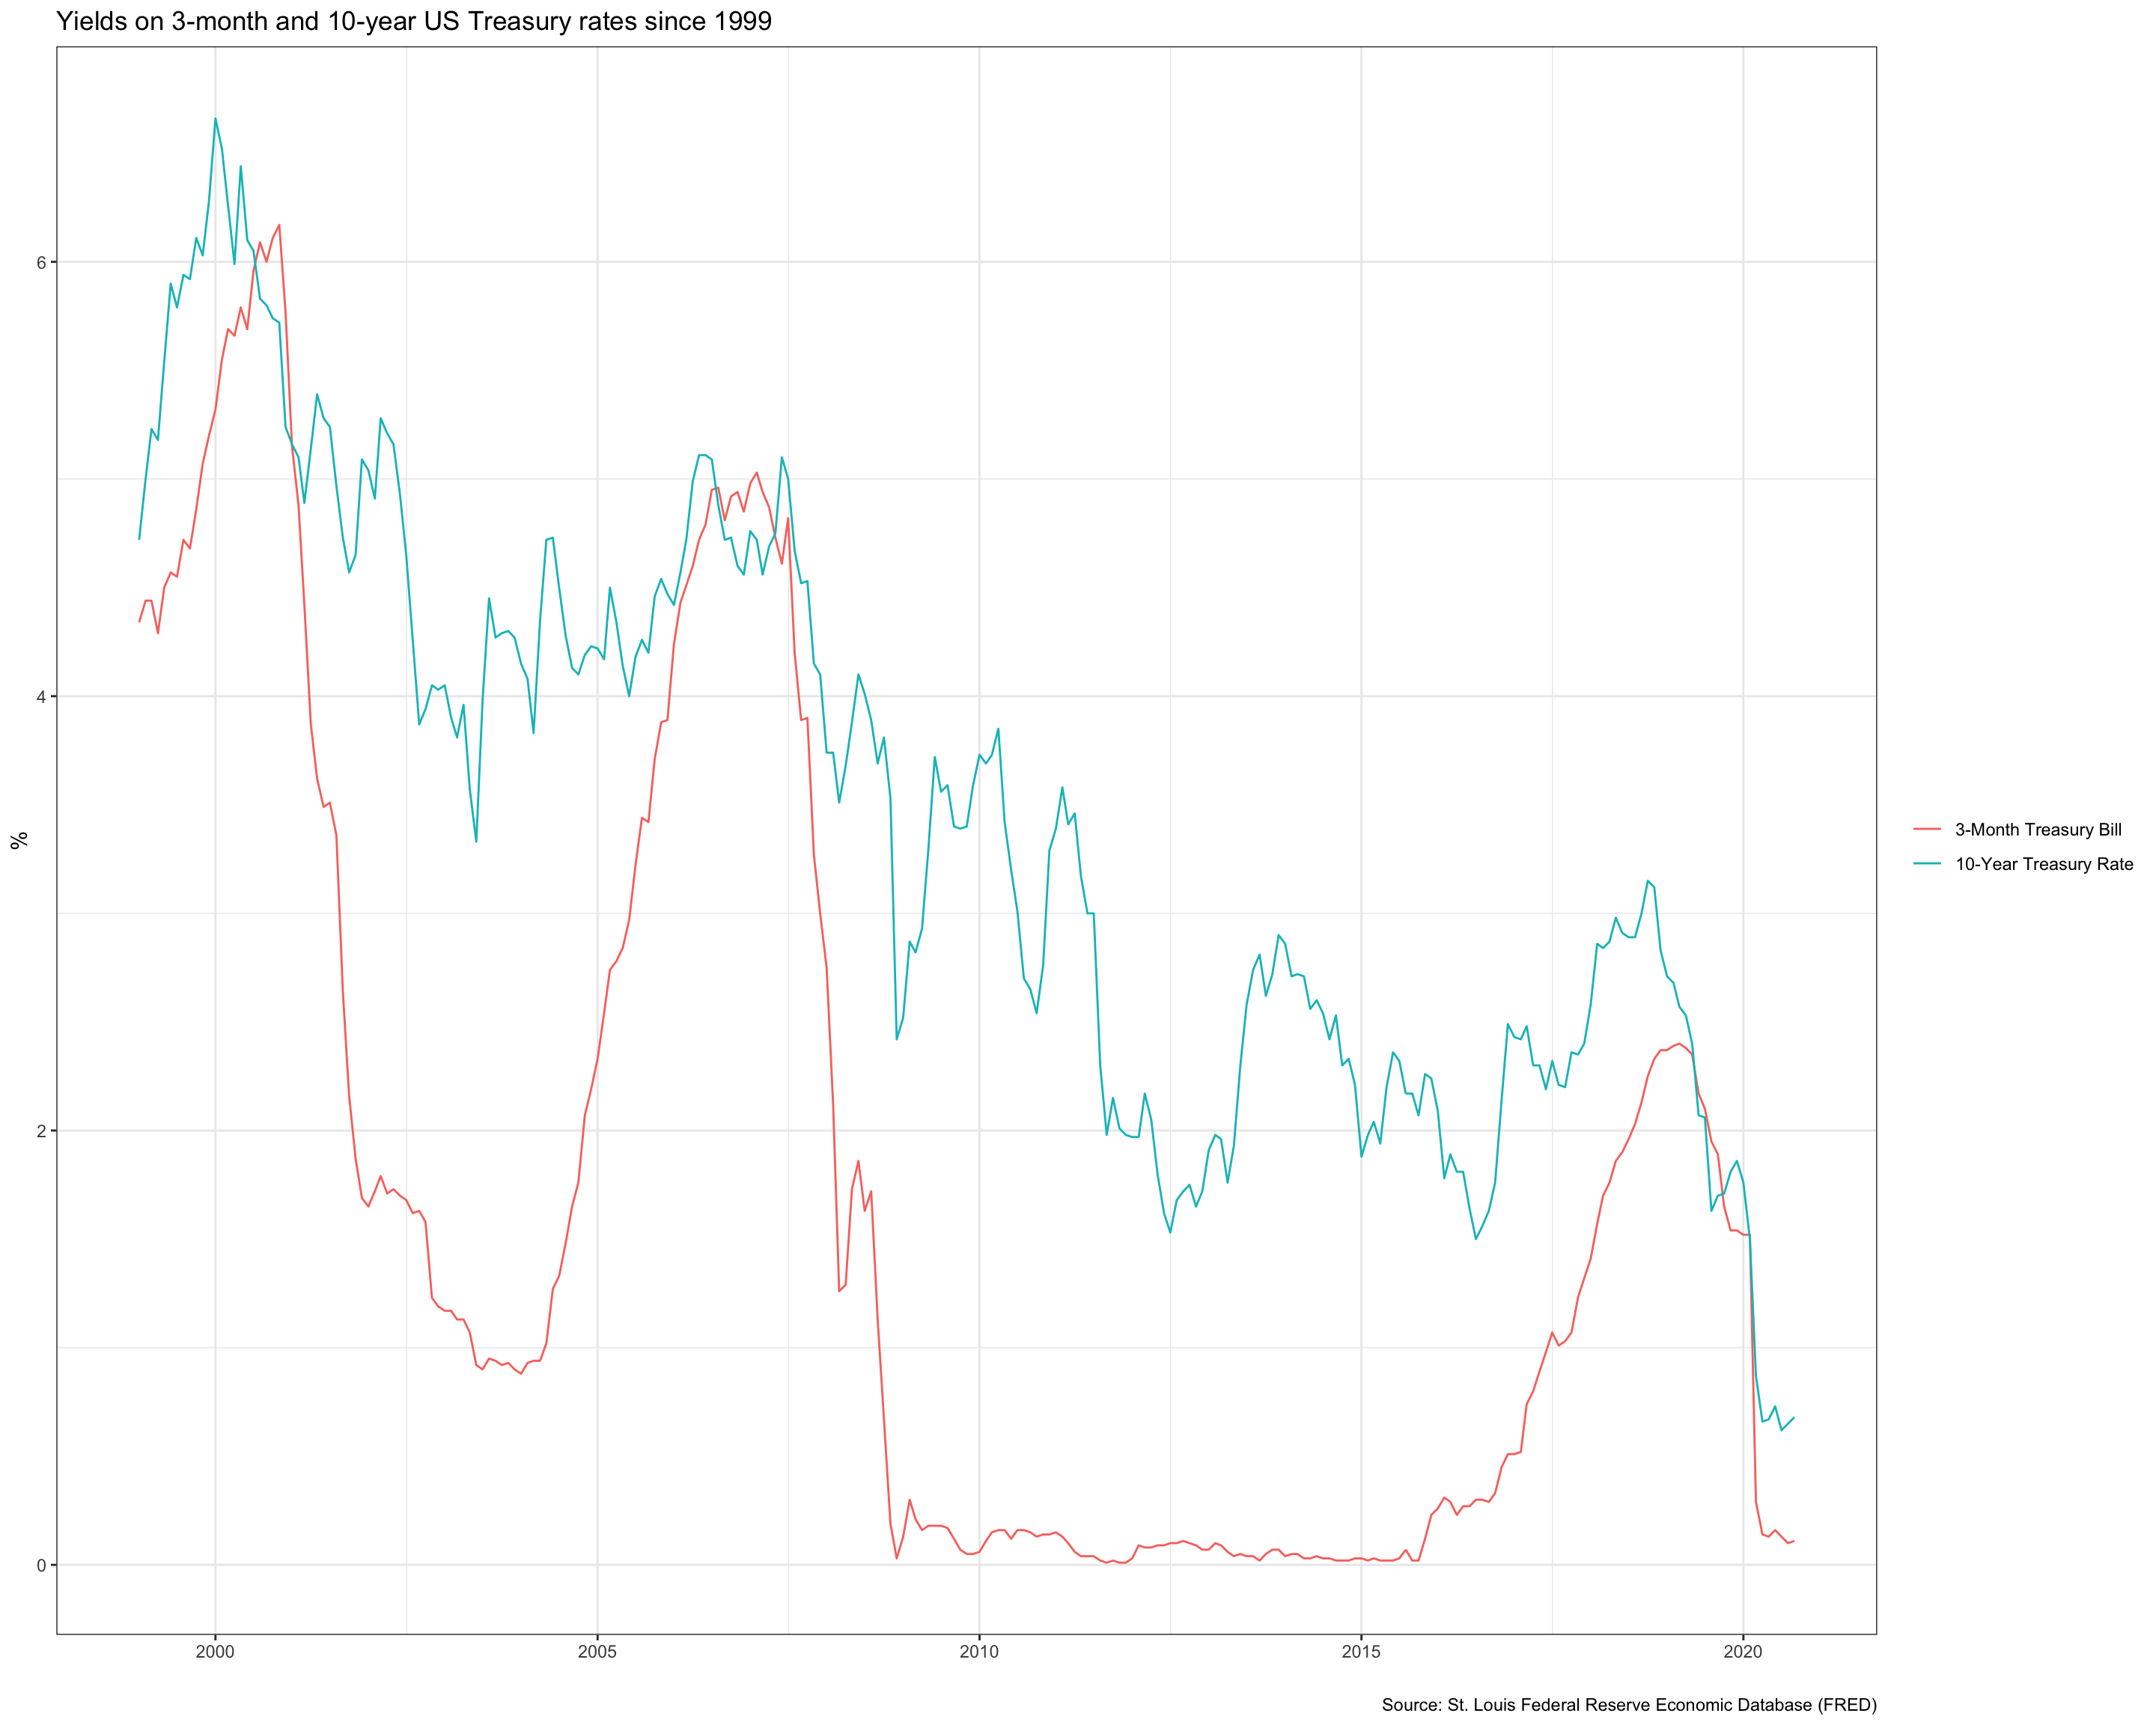 Yields on 3-month and 10-year US Treasury rates since 1999
%
6
4
2
0
2000
2005
2010
2015
2020
3-Month Treasury Bill
10-Year Treasury Rate
Source: St. Louis Federal Reserve Economic Database (FRED)